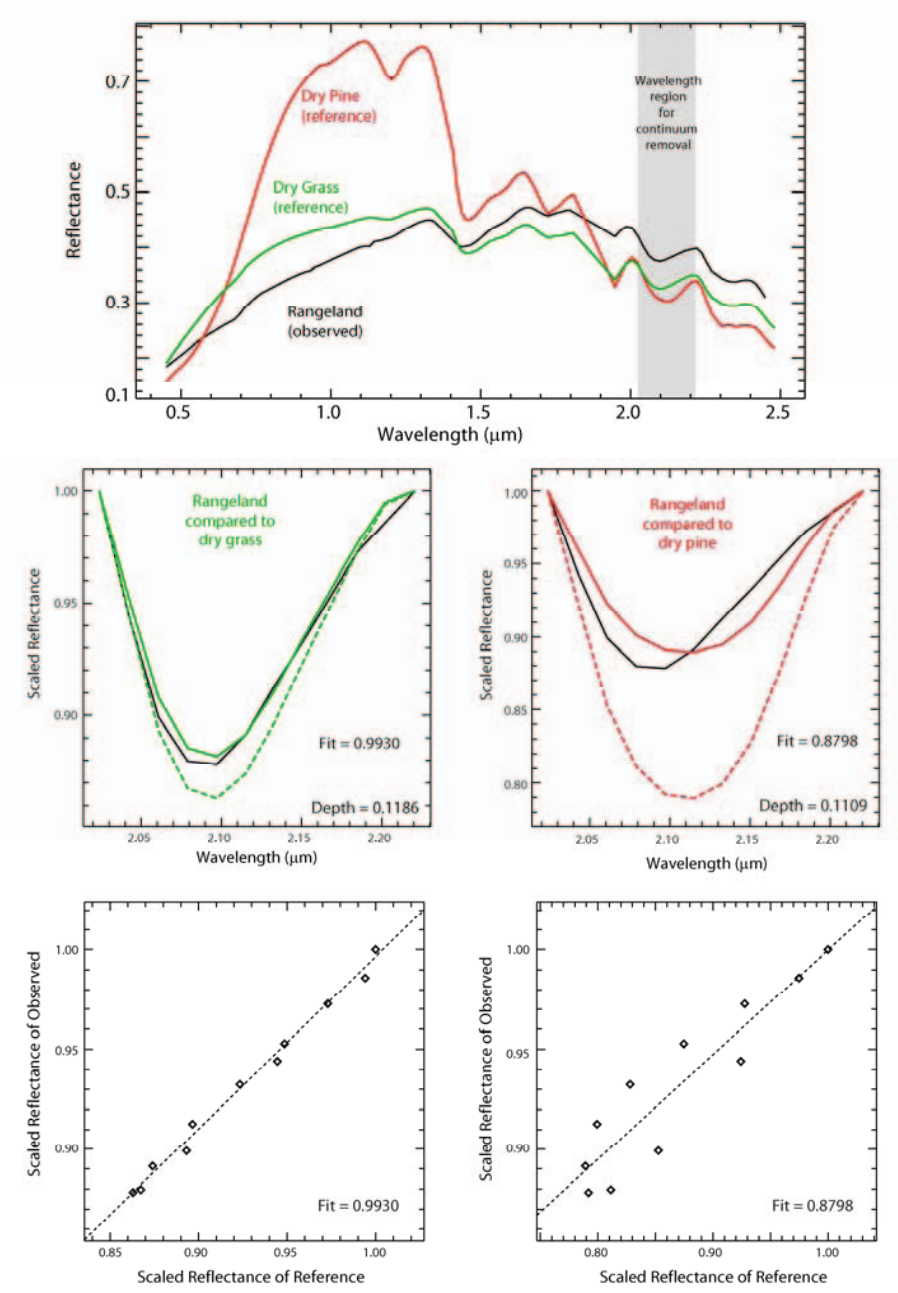 0.7
0.5
0.3
0.1
Reflectance
Dry Pine
(reference)
Dry Grass
(reference)
Rangeland
(observed)
Wavelength
region
for
continuum
removal
0.5 1.0 1.5 2.0 2.5
Wavelength (μm)
1.00
0.95
0.90
Scaled Reflectance
Rangeland
compared to
dry grass
Fit = 0.9930
Depth = 0.1186
2.05 2.10 2.15 2.20
Wavelength (μm)
1.00
0.95
0.90
0.85
0.80
Scaled Reflectance
Rangeland
compared to
dry pine
Fit = 0.8798
Depth = 0.1109
2.05 2.10 2.15 2.20
Wavelength (μm)
1.00
0.95
0.90
Scaled Reflectance of Observed
Fit = 0.9930
0.85 0.90 0.95 1.00
Scaled Reflectance of Reference
1.00
0.95
0.90
Scaled Reflectance of Observed
Fit = 0.8798
0.80 0.90 1.00
Scaled Reflectance of Reference